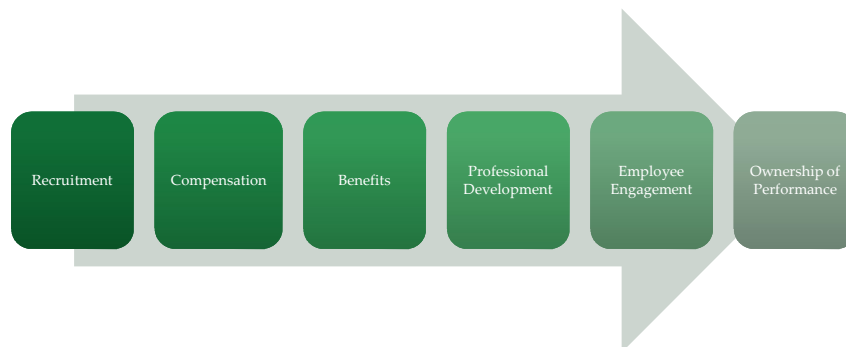 Recruitment
Compensation
Benefits
Professional
Development
Employee
Engagement
Ownership of
Performance